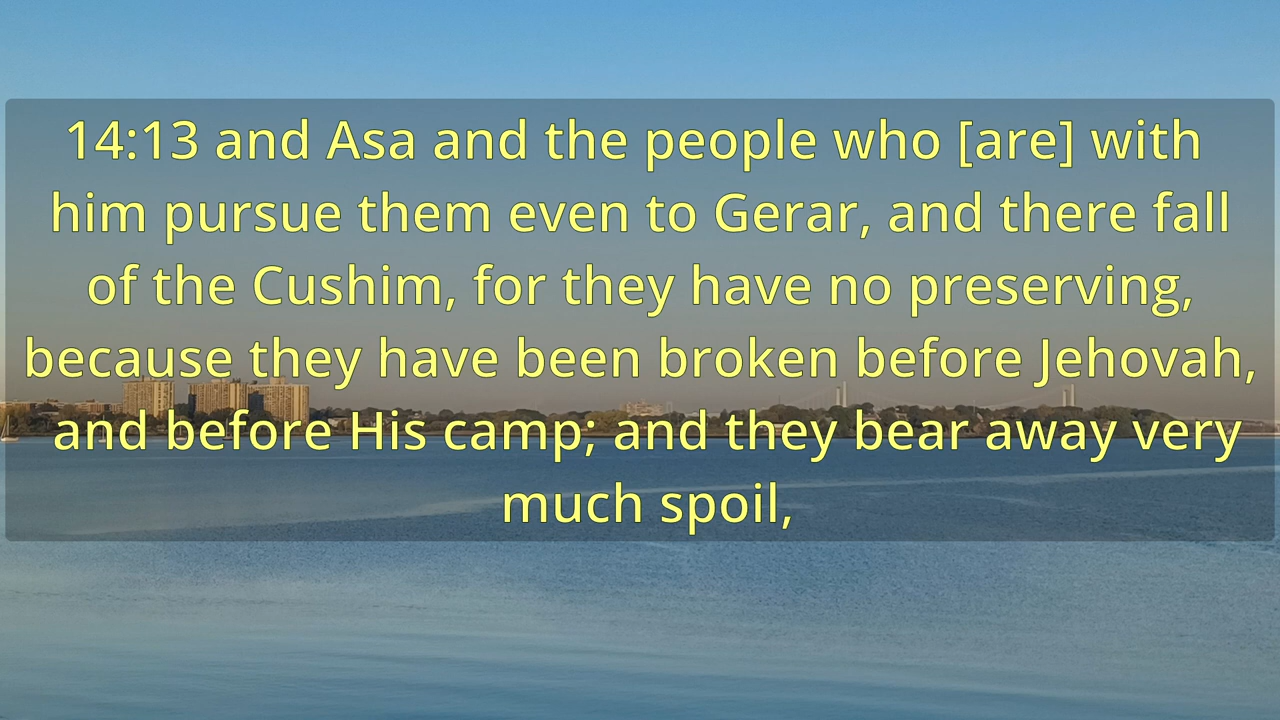 14:13 and Asa and the people who [are] with
him pursue them even to Gerar, and there fall
of the Cushim, for they have no preserving,
because they have been broken before Jehovah,
and before His camp; and they bear away very
much spoil,